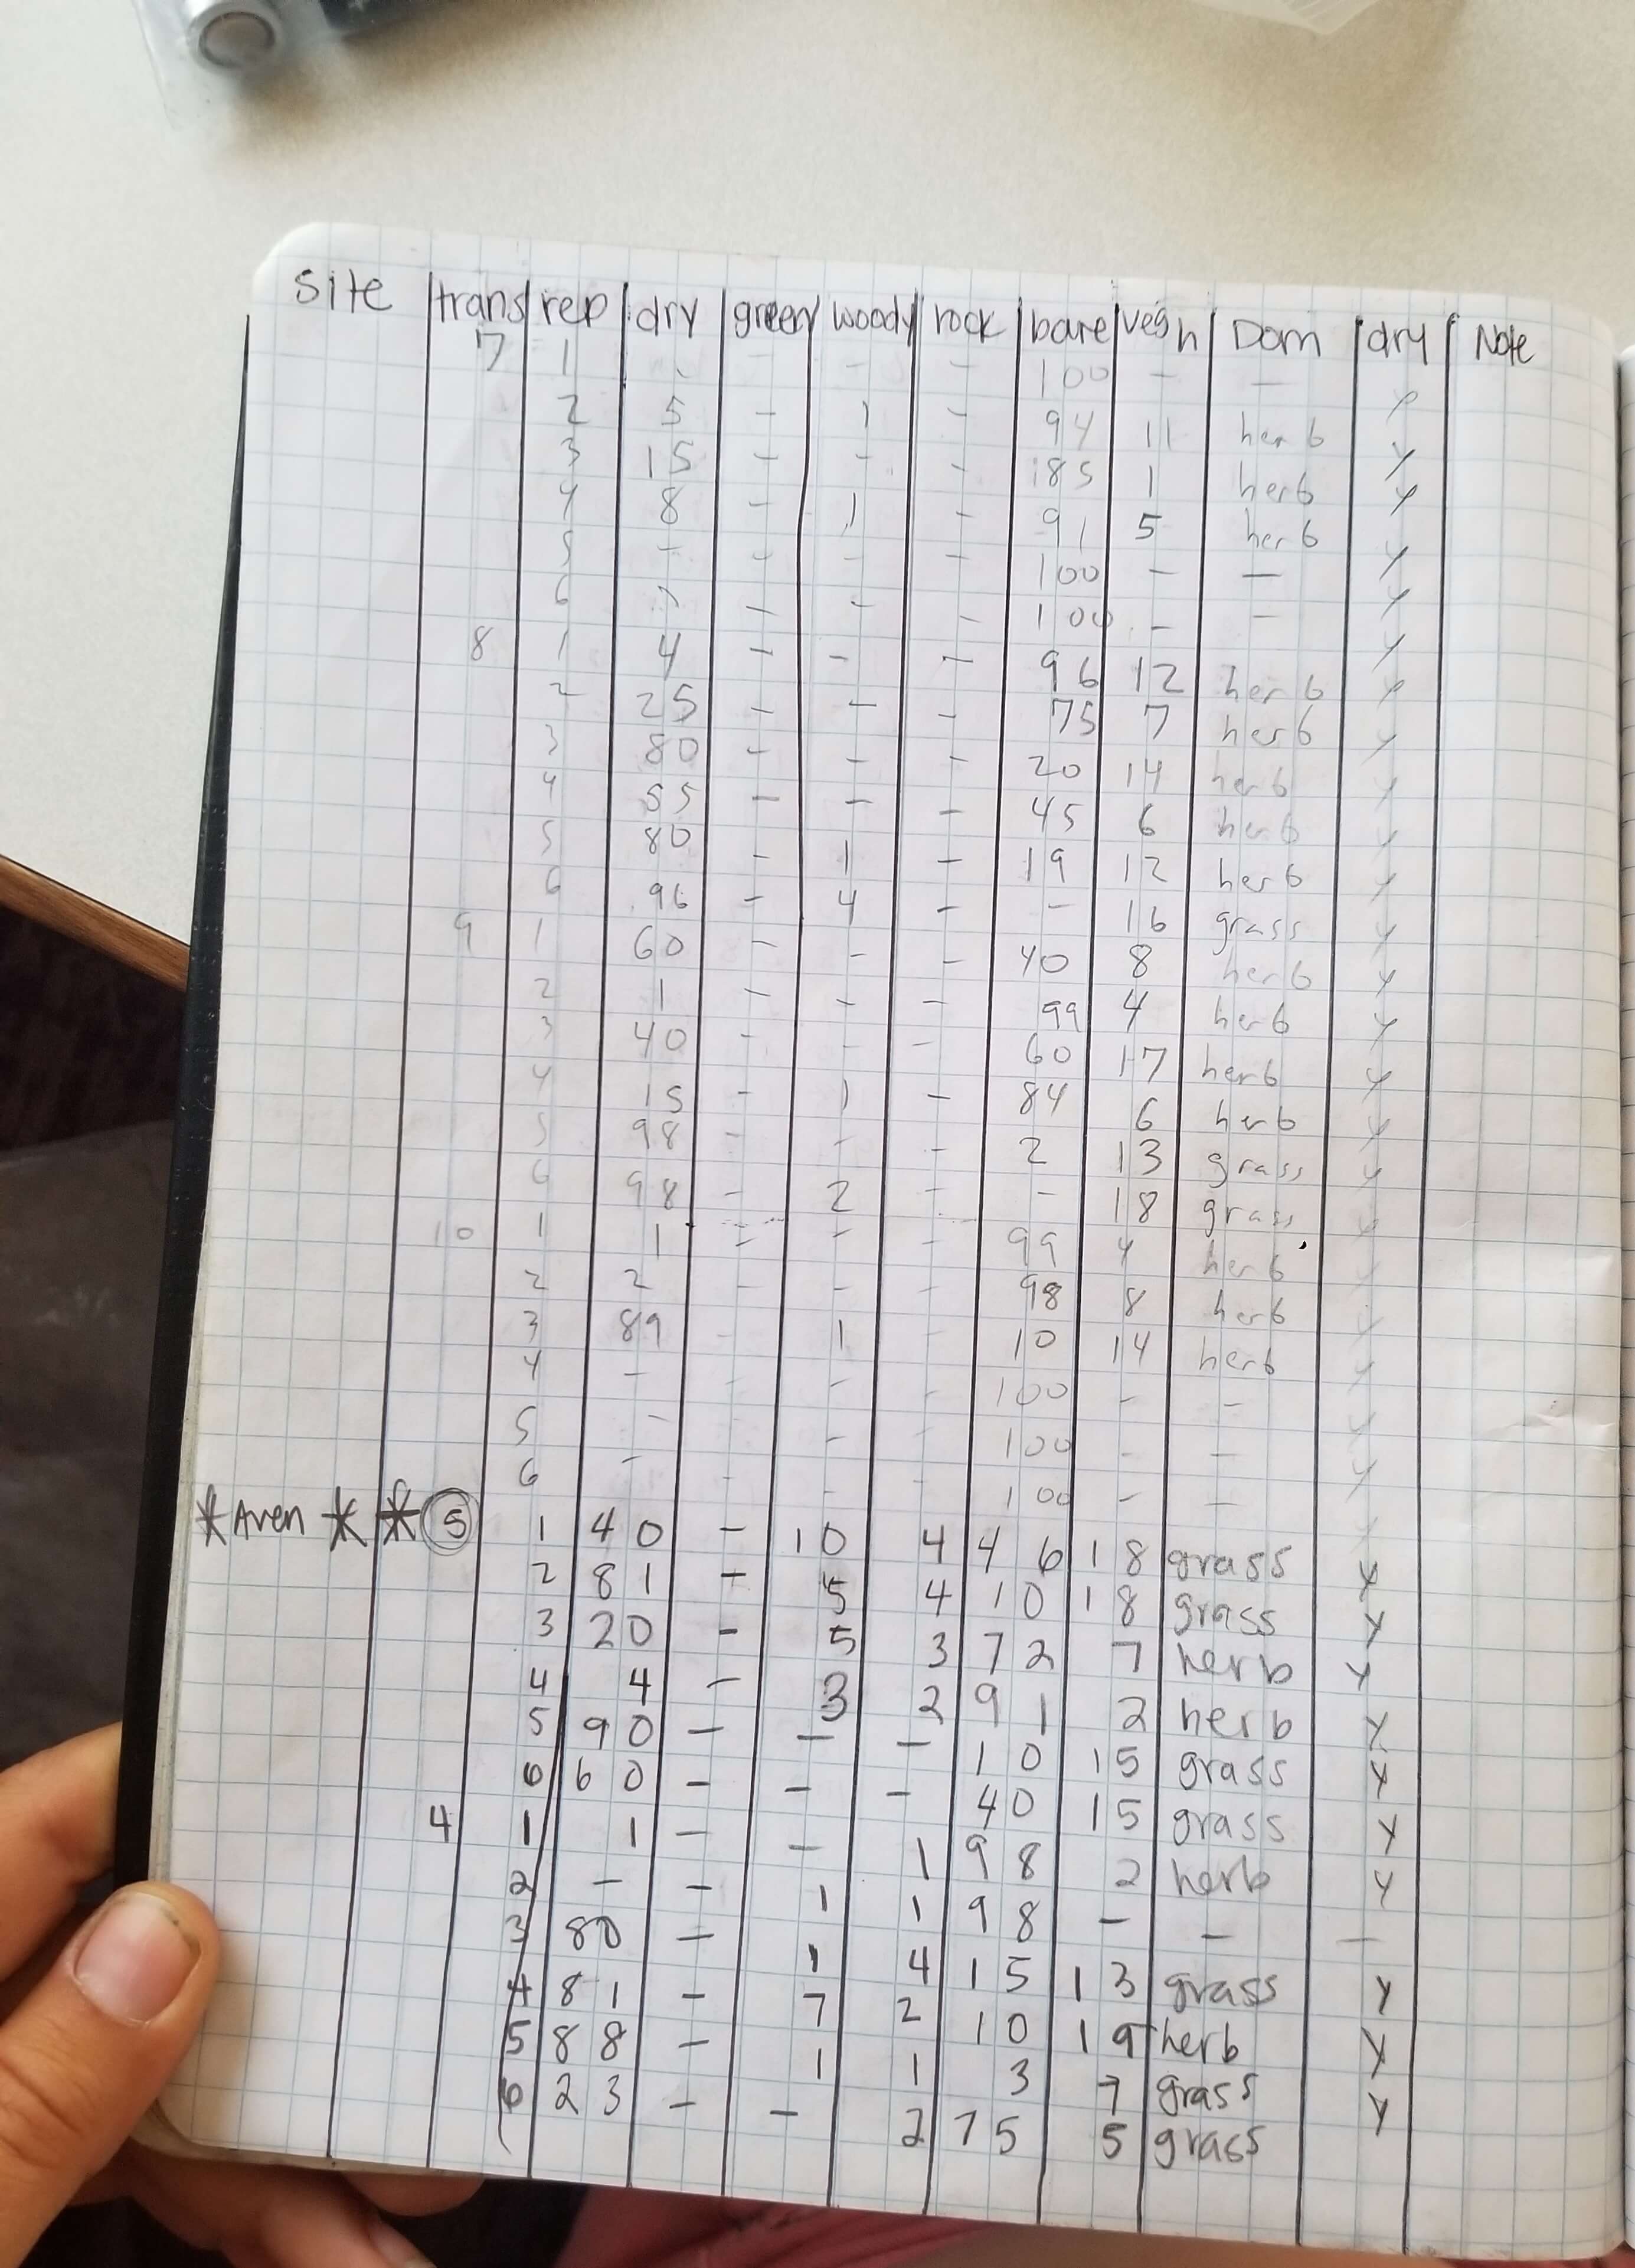 Site trans rep dry green woody rock bare veg h Dom dry Note
7 1 - - - - 100 - - y
2 5 - 1 - 94 11 herb y
3 15 - - - 85 1 herb y
4 8 - 1 - 91 5 herb y
5 - - - - 100 - - y
6 - - - - 100 - - y
8 1 4 - - - 96 12 herb y
2 25 - - - 75 7 herb y
3 80 - - - 20 14 herb y
4 55 - - - 45 6 herb y
5 80 - 1 - 19 12 herb y
6 96 - 4 - - 16 grass y
9 1 60 - - - 40 8 herb y
2 1 - - - 99 4 herb y
3 40 - - - 60 17 herb y
4 15 - 1 - 84 6 herb y
5 98 - - - 2 13 grass y
6 98 - 2 - - 18 grass y
10 1 1 - - - 99 4 herb y
2 2 - - - 98 8 herb y
3 89 - 1 - 10 14 herb y
4 - - - - 100 - - y
5 - - - 100 - - y
6 - - - - 100 - - y
*Aven * * 5 1 40 - 10 4 46 18 grass y
2 81 - 5 4 10 18 grass y
3 20 - 5 3 72 7 herb y
4 4 - 3 2 91 2 herb y
5 90 - - - 10 15 grass y
6 60 - - - 40 15 grass y
4 1 1 - - 1 98 2 herb y
2 - - 1 1 98 - - -
3 80 - 1 4 15 13 grass y
4 81 - 7 2 10 19 herb y
5 88 - 1 1 3 7 grass y
6 23 - - 2 75 5 grass